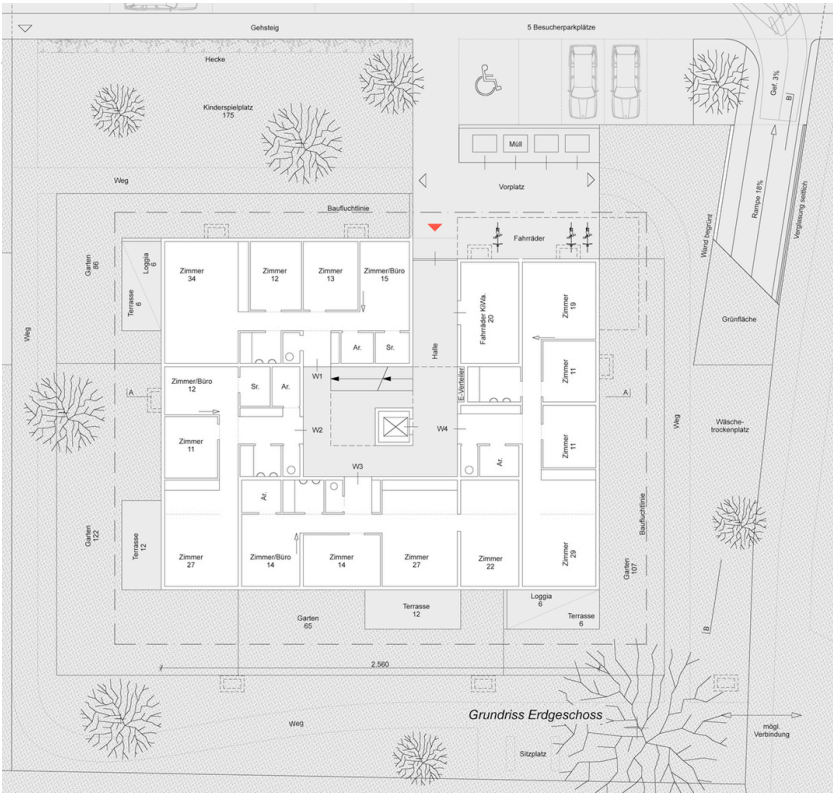 Gehsteig
5 Besucherparkplätze
Hecke
Kinderspielplatz
175
Gef. 3%
B
Müll
Weg
Vorplatz
Rampe 18%
Verglasung seitlich
Wand begrünt
Baufluchtlinie
Fahrräder
Garten
86
Loggia
6
Terrasse
6
Zimmer
34
Zimmer
12
Zimmer
13
Zimmer/Büro
15
Halle
Fahrräder KiWa.
20
Zimmer
19
Grünfläche
Weg
Ar.
Sr.
W1
E-Verteiler
Zimmer
11
Zimmer/Büro
12
Sr.
Ar.
A
A
Weg
Wäsche-
trockenplatz
W2
W4
Zimmer
11
Zimmer
11
Ar.
W3
Ar.
Garten
122
Terrasse
12
Zimmer
27
Zimmer/Büro
14
Zimmer
14
Zimmer
27
Zimmer
22
Zimmer
29
Baufluchtlinie
Garten
107
Garten
65
Terrasse
12
Loggia
6
Terrasse
6
B
2.560
Grundriss Erdgeschoss
Weg
mögl.
Verbindung
Sitzplatz